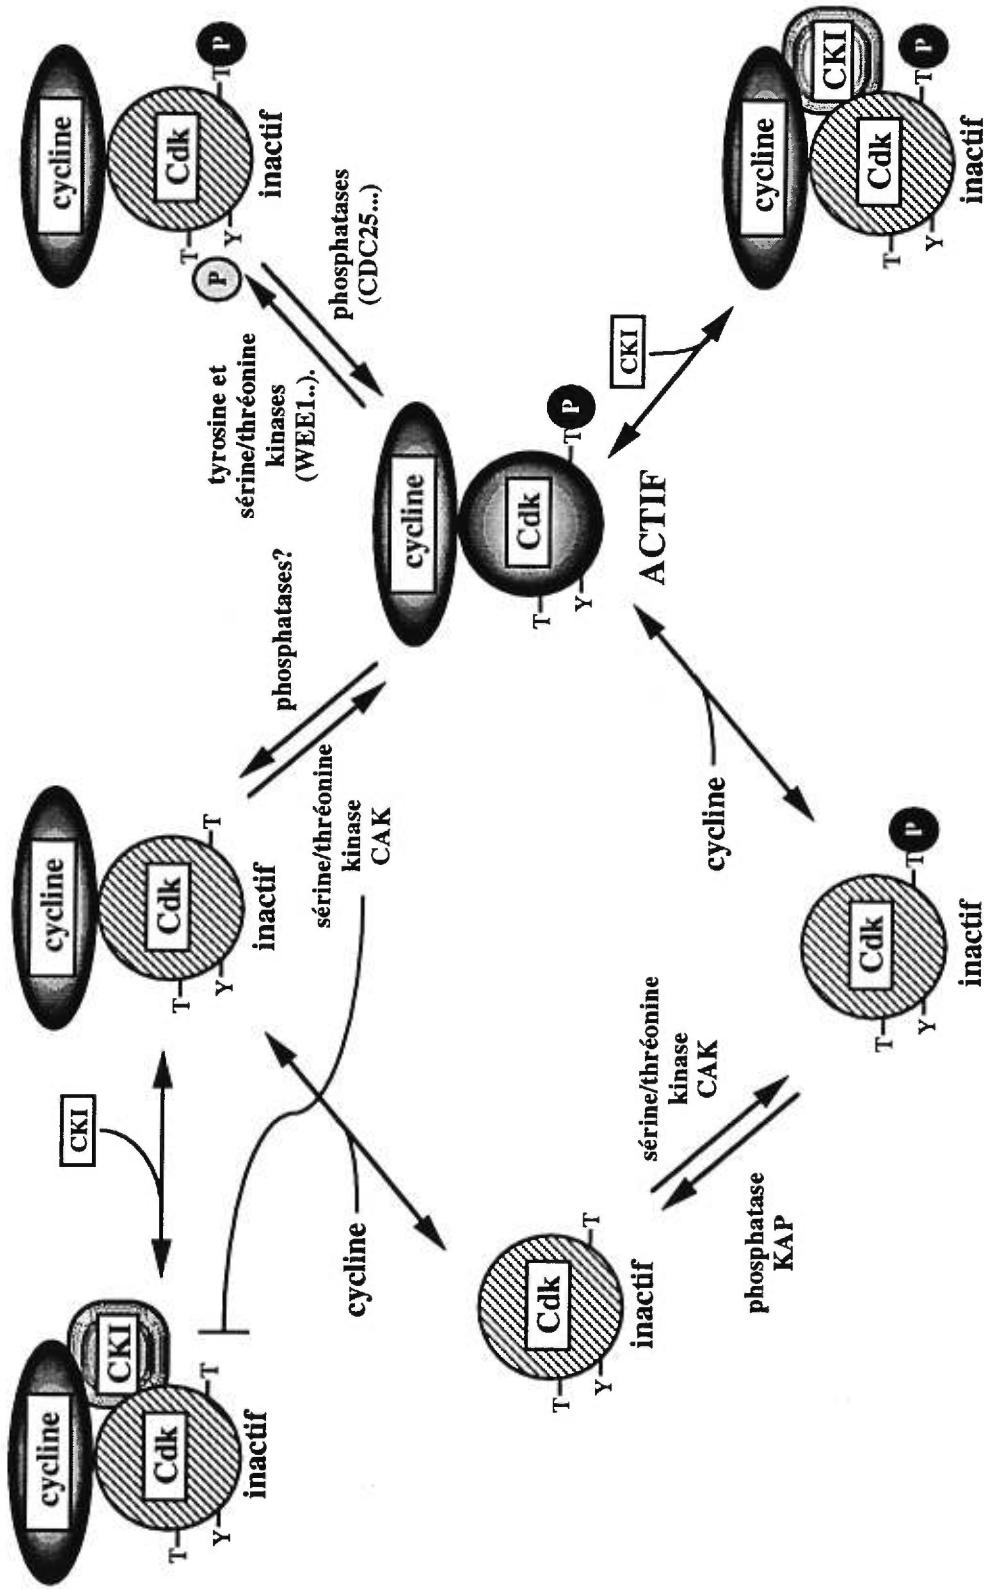 cycline
CKI
Cdk
T
Y
T
inactif
CKI
cycline
Cdk
T
Y
T
inactif
phosphatases?
sérine/thréonine
kinase
CAK
tyrosine et
sérine/thréonine
kinases
(WEE1..).
phosphatases
(CDC25...)
cycline
Cdk
T
P
Y
T
P
inactif
cycline
cycline
Cdk
T
Y
T
P
ACTIF
Cdk
T
Y
T
inactif
sérine/thréonine
kinase
CAK
phosphatase
KAP
cycline
CKI
Cdk
T
Y
T
P
inactif
cycline
CKI
Cdk
T
Y
T
P
inactif